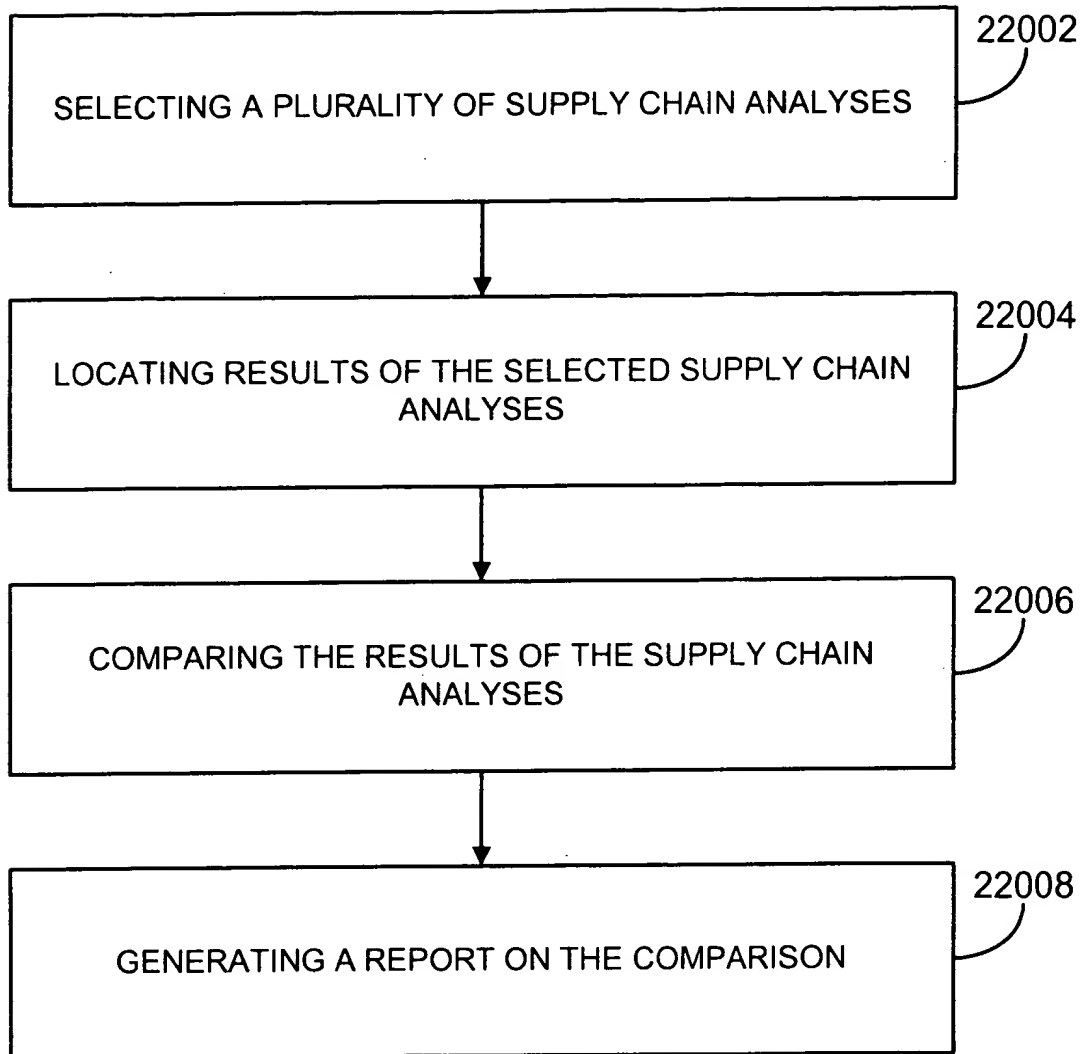 22002
SELECTING A PLURALITY OF SUPPLY CHAIN ANALYSES
22004
LOCATING RESULTS OF THE SELECTED SUPPLY CHAIN
ANALYSES
22006
COMPARING THE RESULTS OF THE SUPPLY CHAIN
ANALYSES
22008
GENERATING A REPORT ON THE COMPARISON